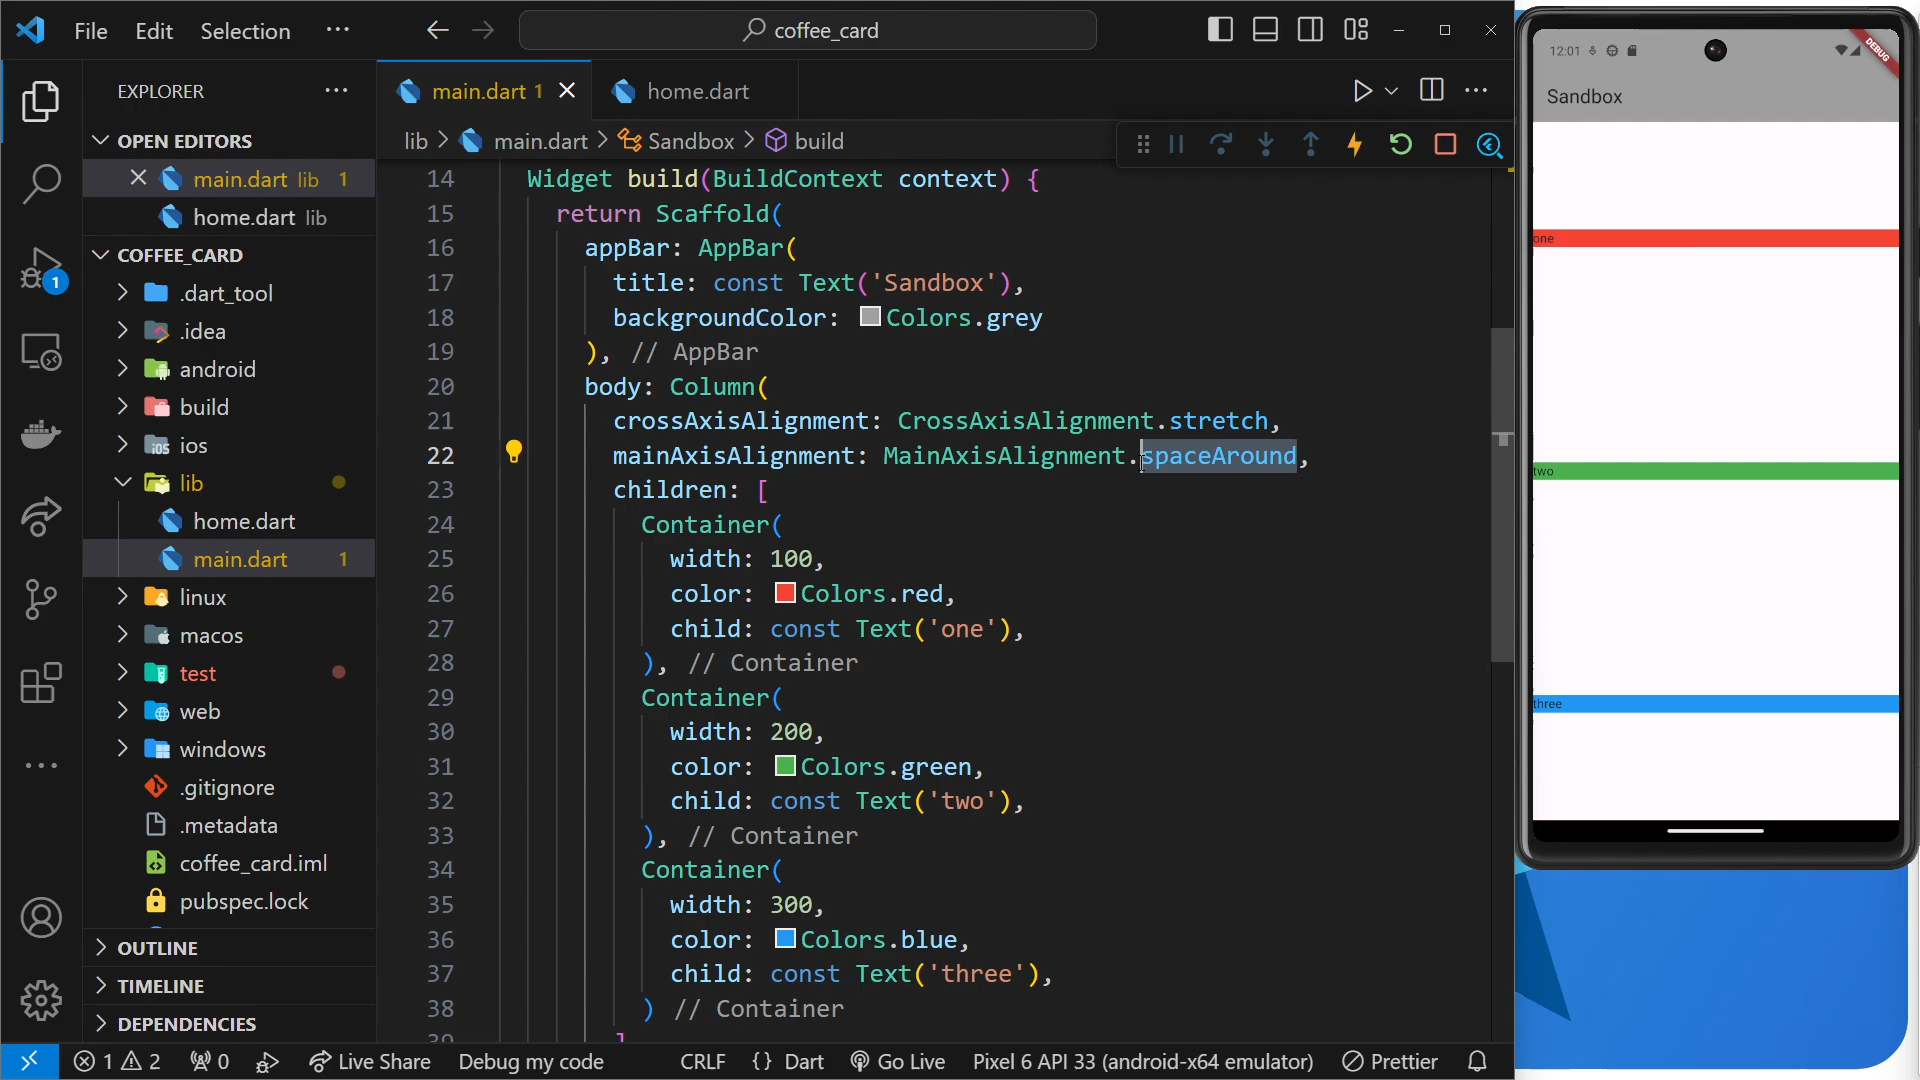 File Edit Selection ···
coffee_card
EXPLORER
OPEN EDITORS
main.dart lib 1
home.dart lib
COFFEE_CARD
.dart_tool
.idea
android
build
ios
lib
home.dart
main.dart 1
linux
macos
test
web
windows
.gitignore
.metadata
coffee_card.iml
pubspec.lock
OUTLINE
TIMELINE
DEPENDENCIES
1
main.dart 1
home.dart
lib > main.dart > Sandbox > build
14 Widget build(BuildContext context) {
15 return Scaffold(
16 appBar: AppBar(
17 title: const Text('Sandbox'),
18 backgroundColor: Colors.grey
19 ), // AppBar
20 body: Column(
21 crossAxisAlignment: CrossAxisAlignment.stretch,
22 mainAxisAlignment: MainAxisAlignment.spaceAround,
23 children: [
24 Container(
25 width: 100,
26 color: Colors.red,
27 child: const Text('one'),
28 ), // Container
29 Container(
30 width: 200,
31 color: Colors.green,
32 child: const Text('two'),
33 ), // Container
34 Container(
35 width: 300,
36 color: Colors.blue,
37 child: const Text('three'),
38 ) // Container
39 ]
1 2 0 Live Share Debug my code CRLF {} Dart Go Live Pixel 6 API 33 (android-x64 emulator) Prettier
12:01
DEBUG
Sandbox
one
two
three